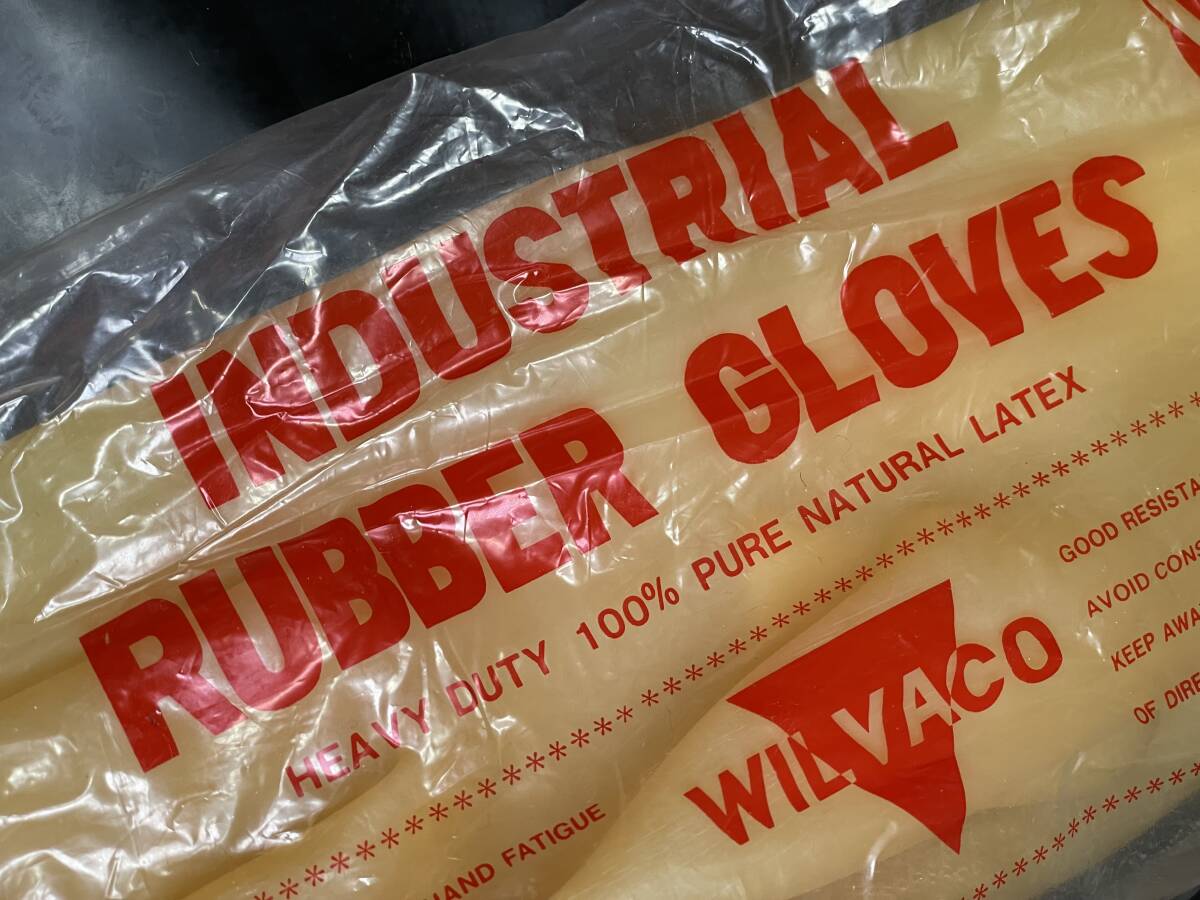 INDUSTRIAL
RUBBER GLOVES
HEAVY DUTY 100% PURE NATURAL LATEX
****************************************
HAND FATIGUE
WILVACO
GOOD RESISTA
AVOID CONS
KEEP AWA
OF DIRE
**************